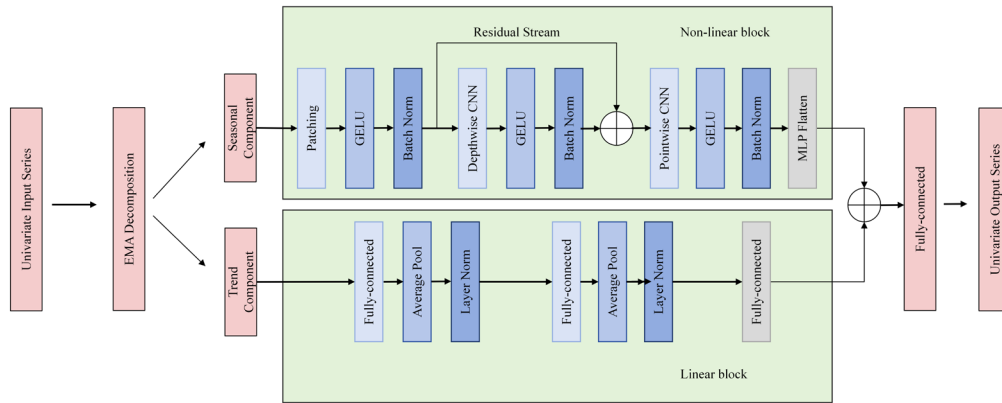 Univariate Input Series
EMA Decomposition
Seasonal
Component
Trend
Component
Residual Stream
Non-linear block
Patching
GELU
Batch Norm
Depthwise CNN
GELU
Batch Norm
Pointwise CNN
GELU
Batch Norm
MLP Flatten
Fully-connected
Average Pool
Layer Norm
Fully-connected
Average Pool
Layer Norm
Fully-connected
Linear block
Fully-connected
Univariate Output Series